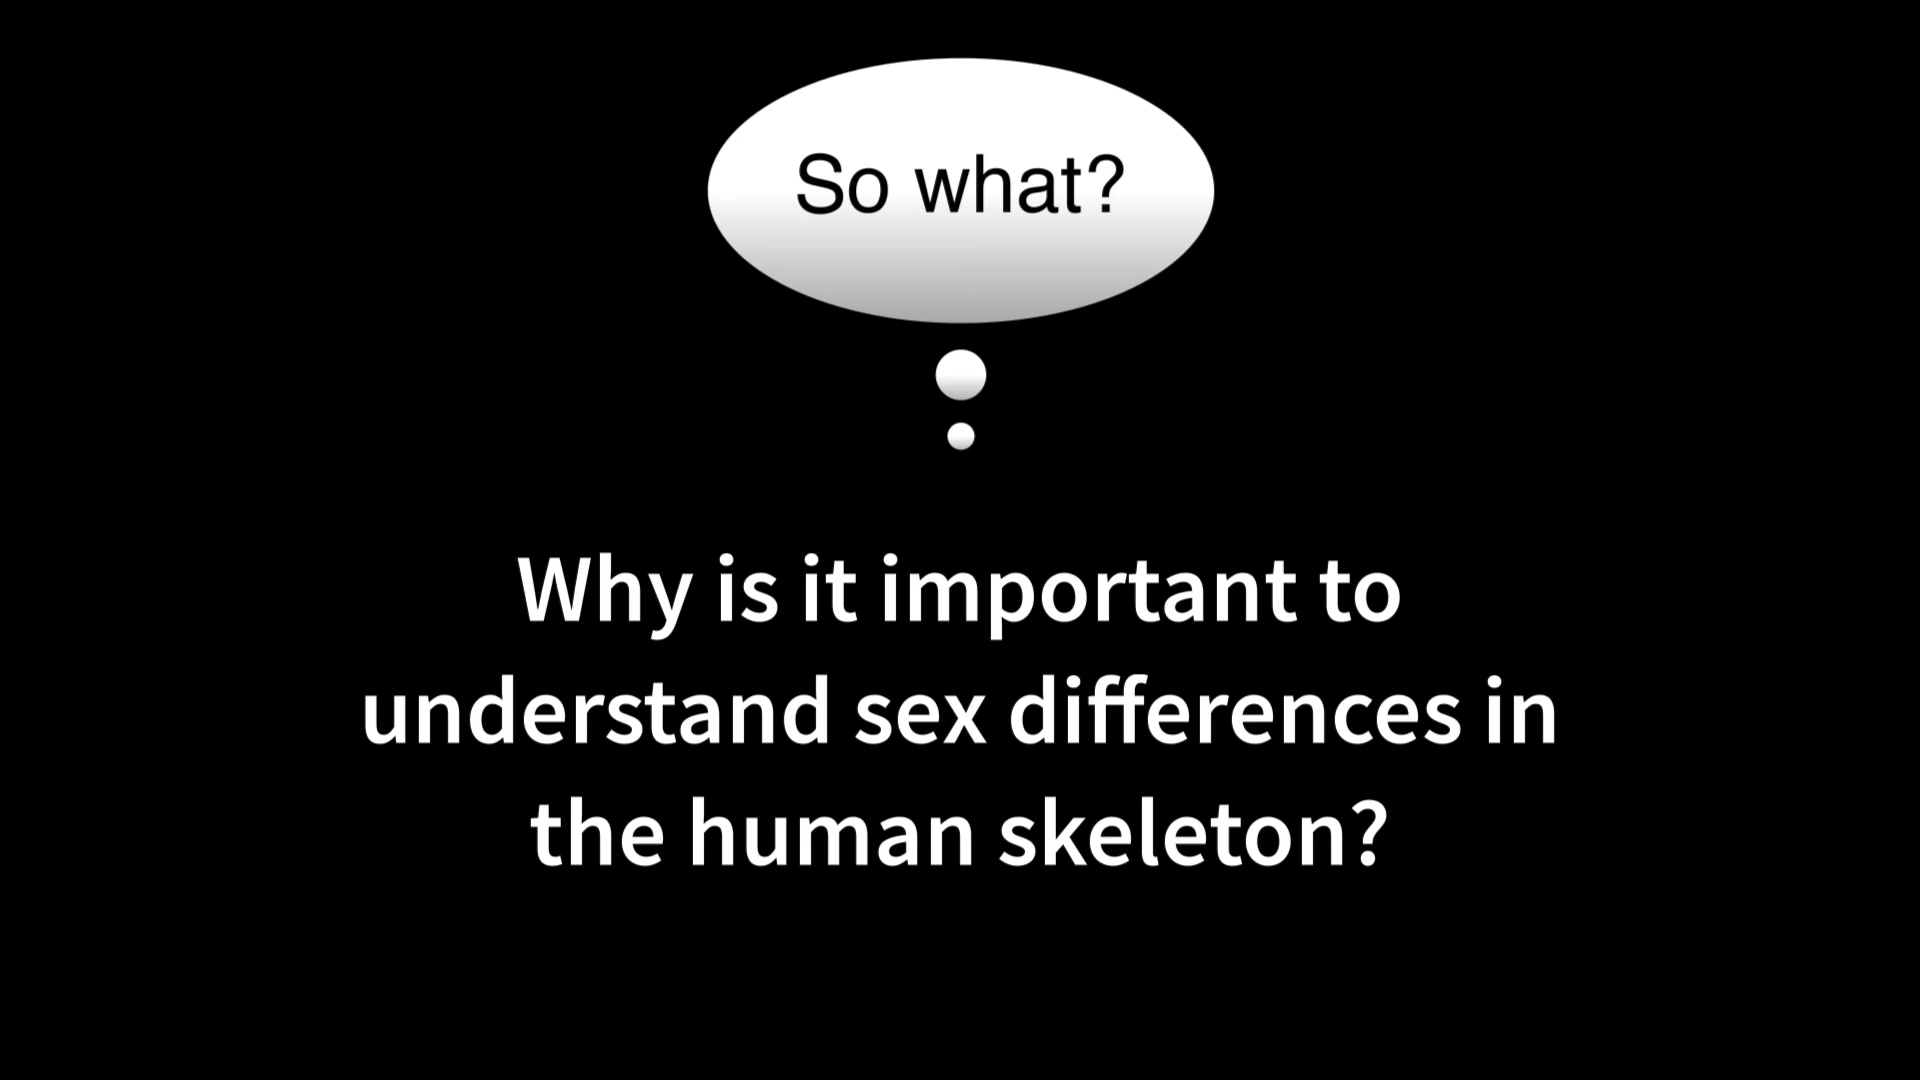 So what?
Why is it important to
understand sex differences in
the human skeleton?